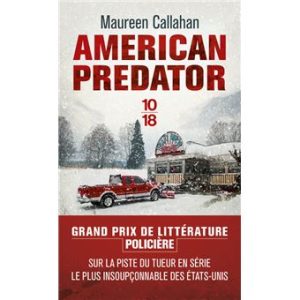 Maureen Callahan
AMERICAN
PREDATOR
10
18
GRAND PRIX DE LITTÉRATURE
POLICIÈRE
SUR LA PISTE DU TUEUR EN SÉRIE
LE PLUS INSOUPÇONNABLE DES ÉTATS-UNIS